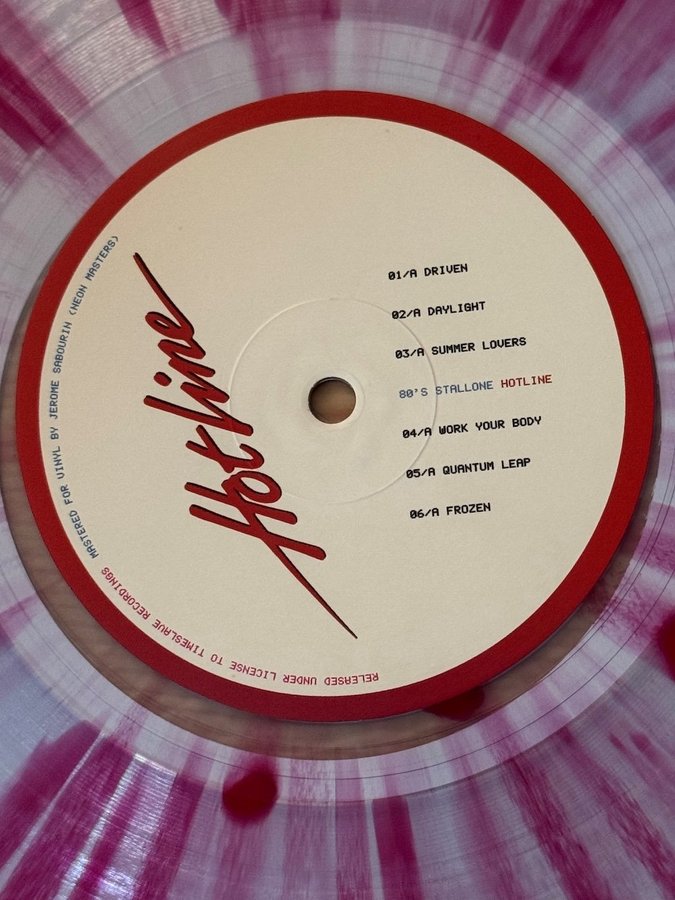 Hotline
01/A DRIVEN
02/A DAYLIGHT
03/A SUMMER LOVERS
80'S STALLONE HOTLINE
04/A WORK YOUR BODY
05/A QUANTUM LEAP
06/A FROZEN
RELEASED UNDER LICENSE TO TIMESLAVE RECORDINGS
MASTERED FOR VINYL BY JEROME SABOURIN (NEON MASTERS)